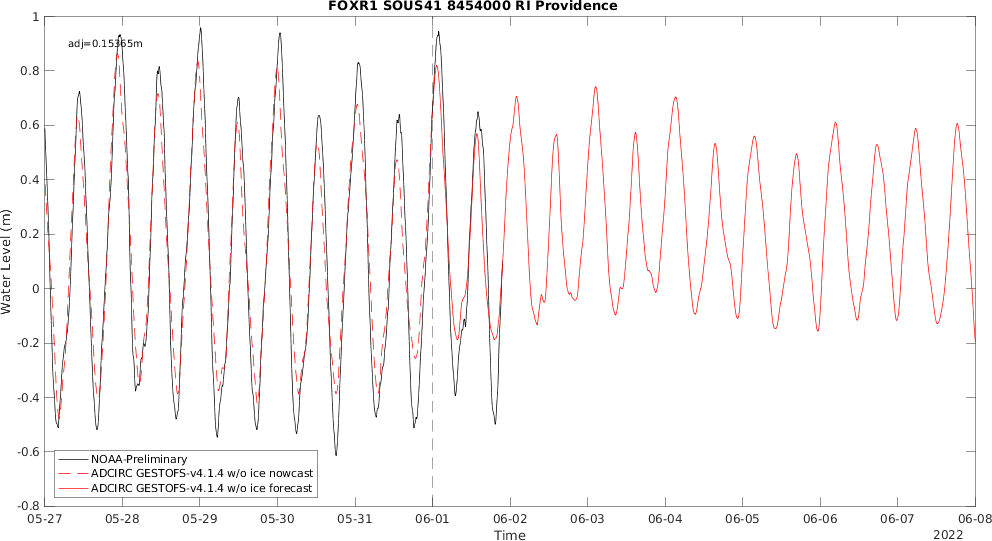 FOXR1 SOUS41 8454000 RI Providence
adj=0.15365m
Water Level (m)
1
0.8
0.6
0.4
0.2
0
-0.2
-0.4
-0.6
-0.8
NOAA-Preliminary
ADCIRC GESTOFS-v4.1.4 w/o ice nowcast
ADCIRC GESTOFS-v4.1.4 w/o ice forecast
05-27 05-28 05-29 05-30 05-31 06-01 06-02 06-03 06-04 06-05 06-06 06-07 06-08
Time
2022